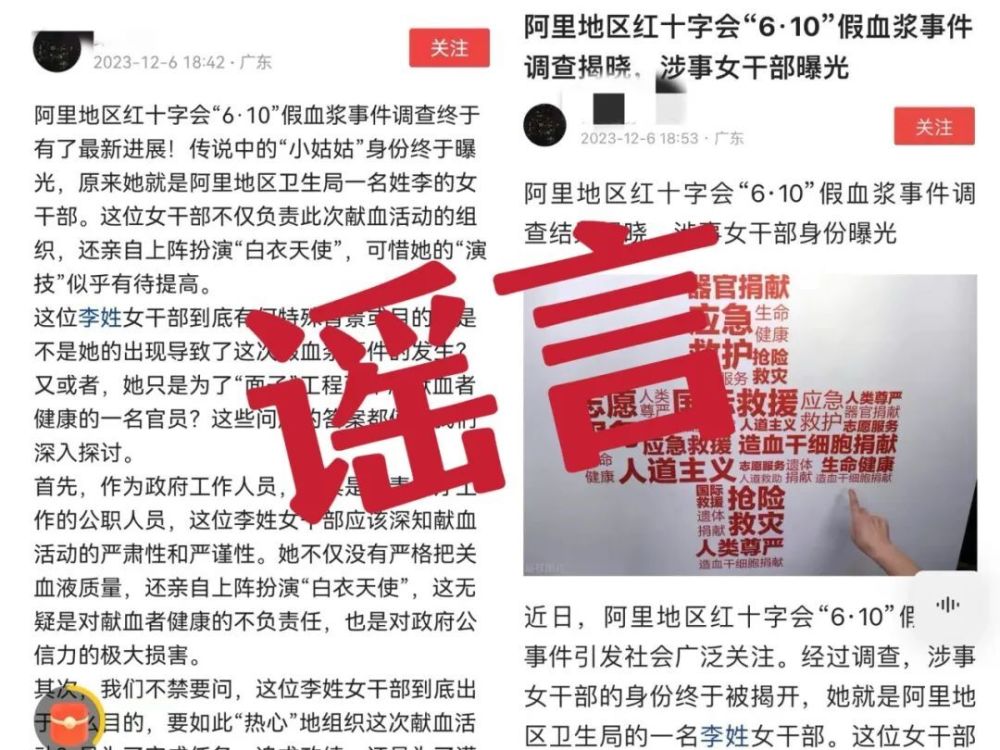 2023-12-6 18:42 · 广东
关注
阿里地区红十字会“6·10”假血浆事件调查终于
有了最新进展！传说中的“小姑姑”身份终于曝
光，原来她就是阿里地区卫生局一名姓李的女
干部。这位女干部不仅负责此次献血活动的组
织，还亲自上阵扮演“白衣天使”，可惜她的“演
技”似乎有待提高。
这位李姓女干部到底有何特殊背景或目的？是
不是她的出现导致了这次假血浆事件的发生？
又或者，她只是为了“面子”工程而献血者
健康的一名官员？这些问题的答案都们
深入探讨。
首先，作为政府工作人员，其是责工
作的公职人员，这位李姓女干部应该深知献血
活动的严肃性和严谨性。她不仅没有严格把关
血液质量，还亲自上阵扮演“白衣天使”，这无
疑是对献血者健康的不负责任，也是对政府公
信力的极大损害。
其次，我们不禁要问，这位李姓女干部到底出
于么目的，要如此“热心”地组织这次献血活
阿里地区红十字会“6·10”假血浆事件
调查揭晓，涉事女干部曝光
2023-12-6 18:53 · 广东
关注
阿里地区红十字会“6·10”假血浆事件调
查结晓，涉事女干部身份曝光
谣言
器官捐献
应急 生命
健康
救护 抢险
服务 救灾
志愿 人类 尊严 国际救援 应急 人类尊严
器官捐献
人道主义 救护 志愿服务
应急救援 造血干细胞捐献
生命 健康 人道主义 志愿服务 遗体 生命健康
人道救助 捐献 造血干细胞捐献
国际 救援 抢险
遗体 捐献 救灾
人类尊严
造血干细胞捐献
近日，阿里地区红十字会“6·10”假
事件引发社会广泛关注。经过调查，涉事
女干部的身份终于被揭开，她就是阿里地
区卫生局的一名李姓女干部。这位女干部